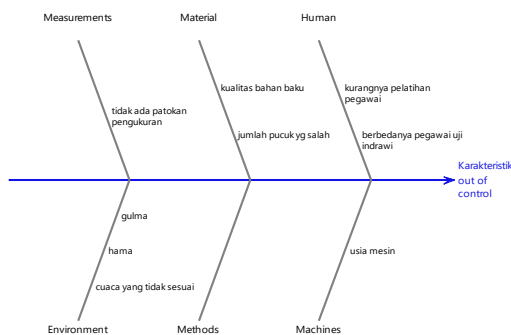 Measurements
Material
Human
kualitas bahan baku
kurangnya pelatihan
pegawai
tidak ada patokan
pengukuran
jumlah pucuk yg salah
berbedanya pegawai uji
indrawi
Karakteristik
out of
control
gulma
hama
usia mesin
cuaca yang tidak sesuai
Environment
Methods
Machines